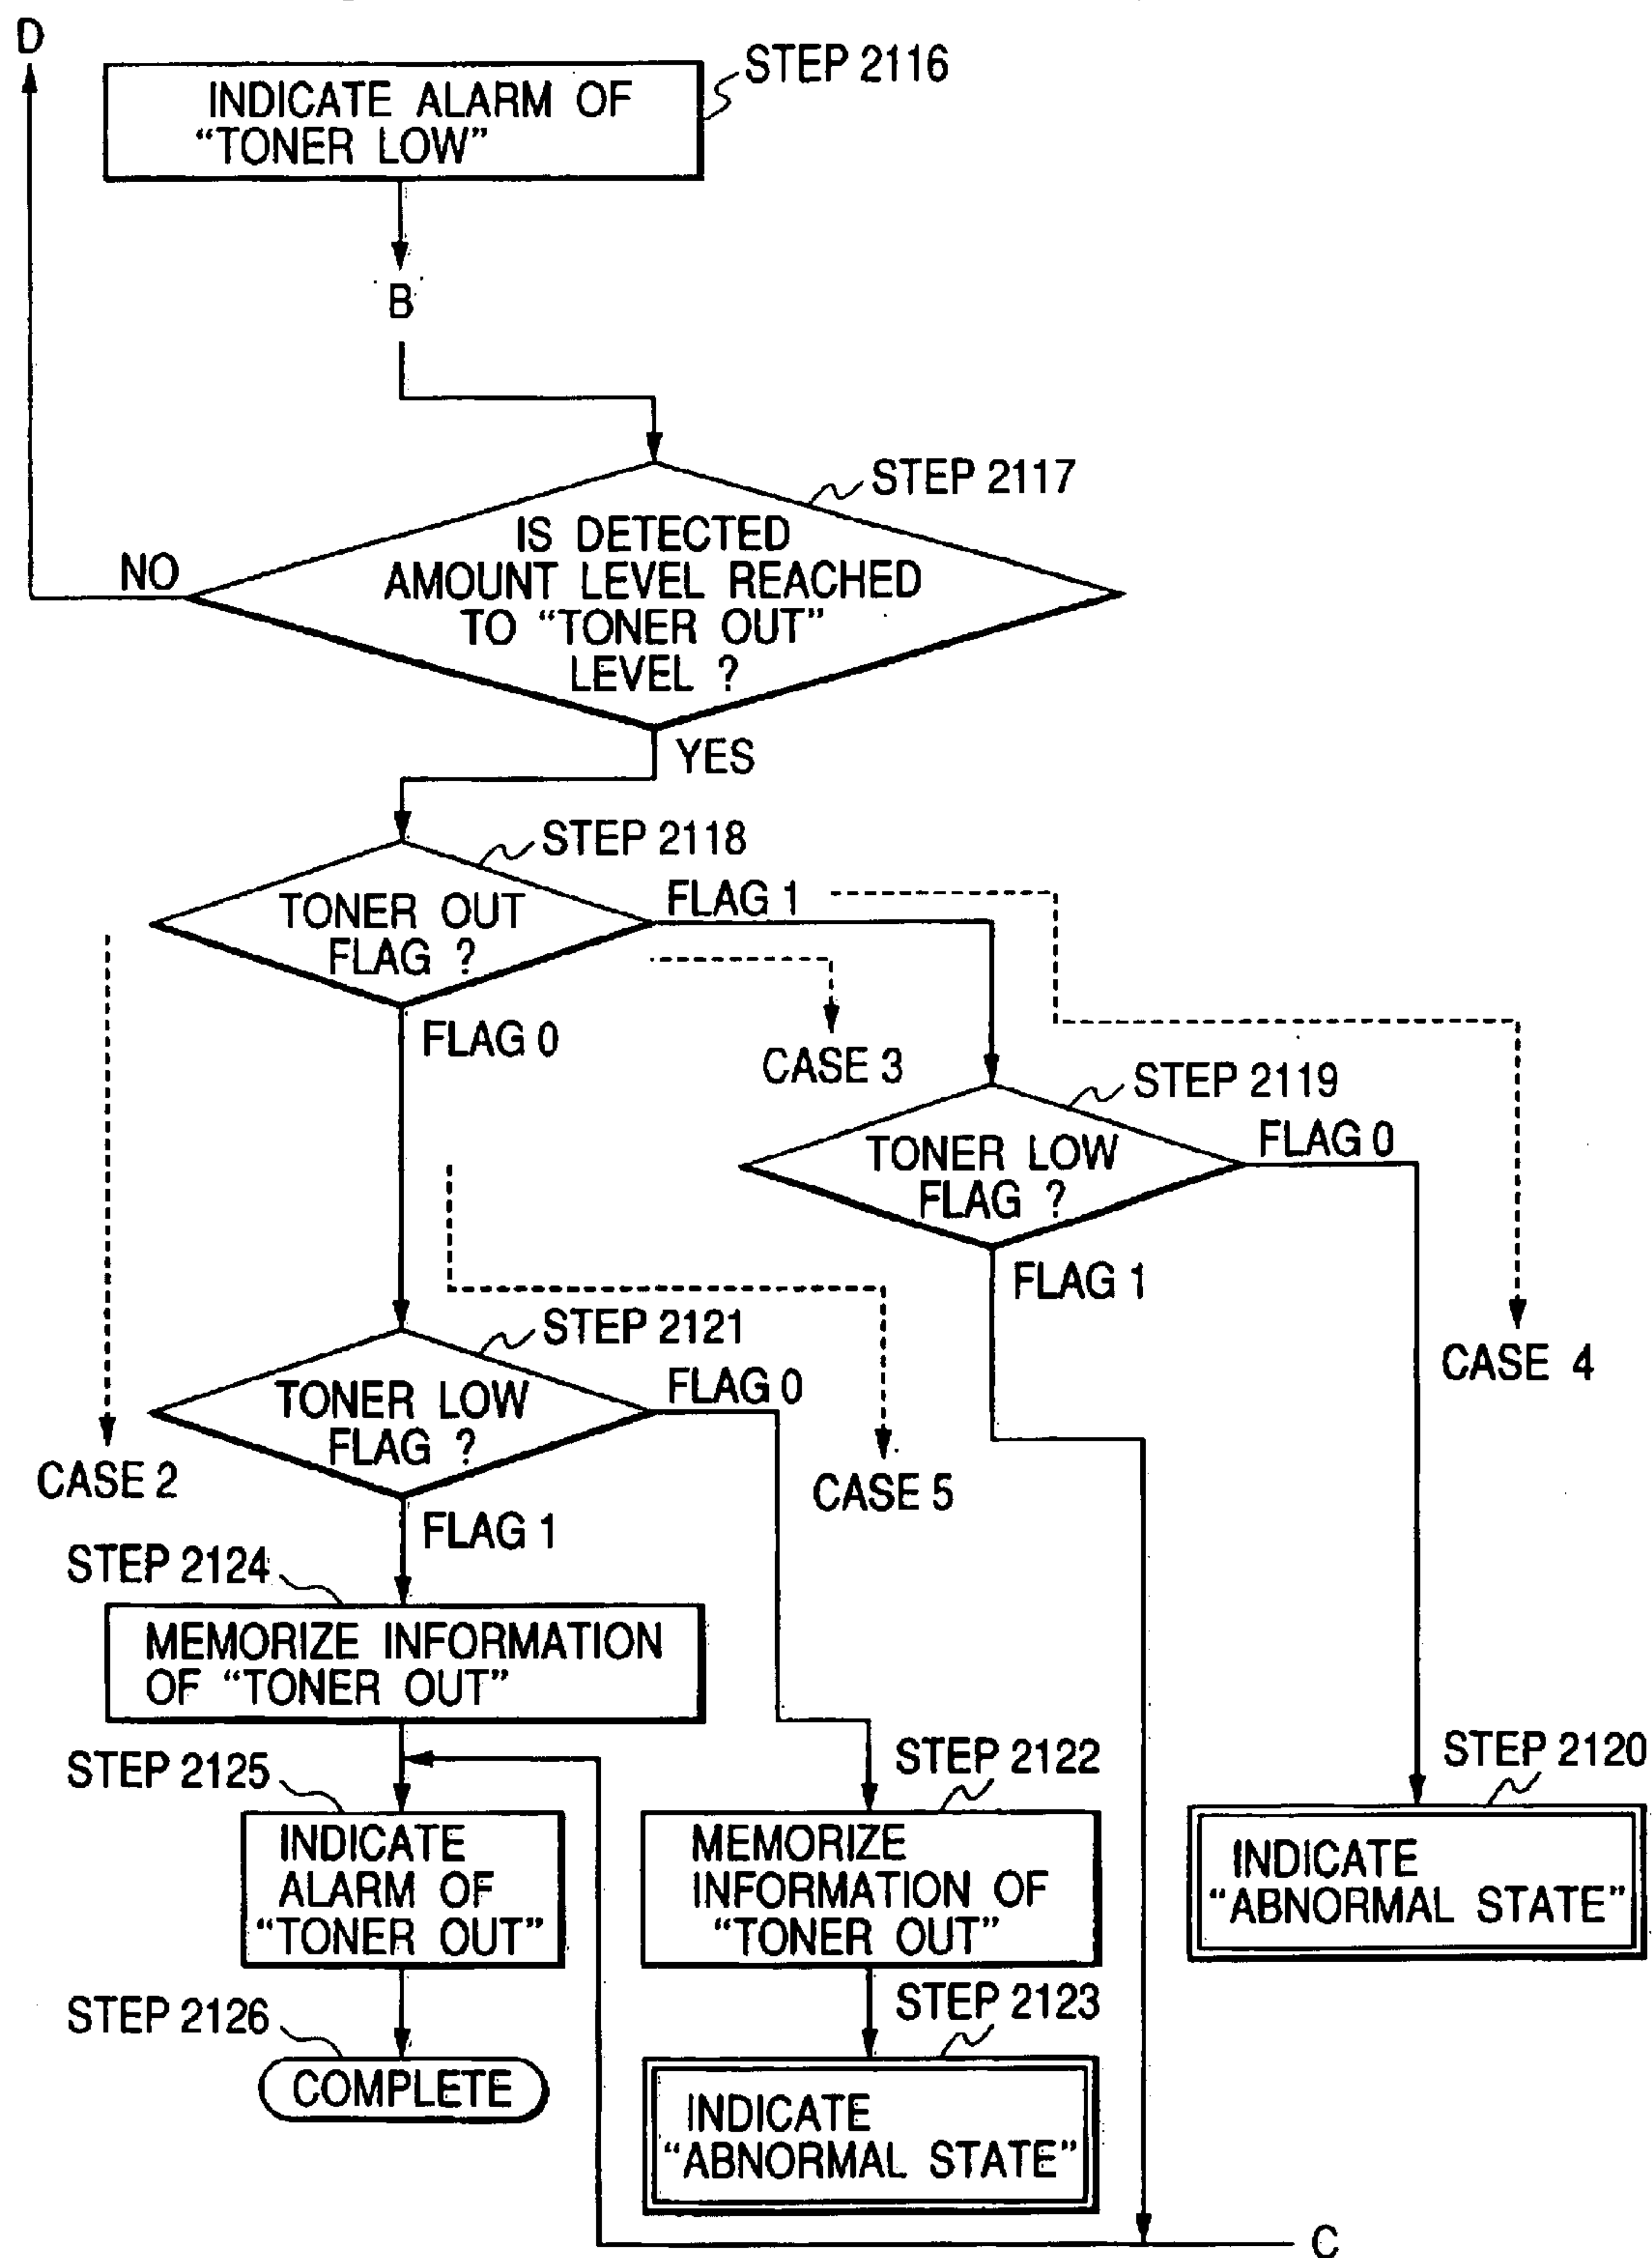 D
STEP 2116
INDICATE ALARM OF
“TONER LOW”
B
STEP 2117
IS DETECTED
AMOUNT LEVEL REACHED
TO “TONER OUT”
LEVEL ?
NO
YES
STEP 2118
TONER OUT
FLAG ?
FLAG 1
FLAG 0
CASE 3
STEP 2119
TONER LOW
FLAG ?
FLAG 0
FLAG 1
CASE 4
STEP 2121
TONER LOW
FLAG ?
FLAG 0
CASE 2
CASE 5
FLAG 1
STEP 2124
MEMORIZE INFORMATION
OF “TONER OUT”
STEP 2125
INDICATE
ALARM OF
“TONER OUT”
STEP 2122
MEMORIZE
INFORMATION OF
“TONER OUT”
STEP 2120
INDICATE
“ABNORMAL STATE”
STEP 2126
COMPLETE
STEP 2123
INDICATE
“ABNORMAL STATE”
C